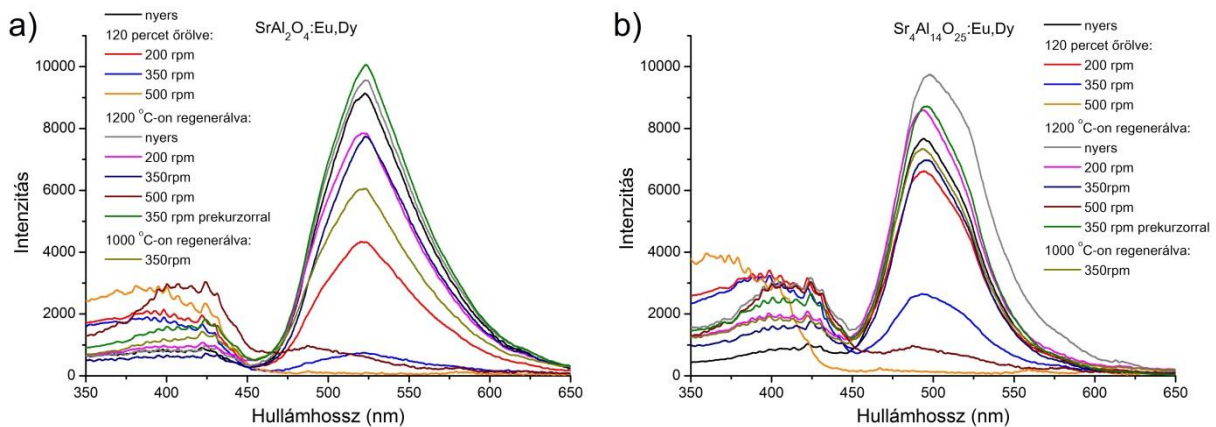 a)
SrAl₂O₄:Eu,Dy
nyers
120 percet őrölve:
200 rpm
350 rpm
500 rpm
1200 °C-on regenerálva:
nyers
200 rpm
350rpm
500 rpm
350 rpm prekurzorral
1000 °C-on regenerálva:
350rpm
Intenzitás
10000
8000
6000
4000
2000
0
350 400 450 500 550 600 650
Hullámhossz (nm)
b)
Sr₄Al₁₄O₂₅:Eu,Dy
nyers
120 percet őrölve:
200 rpm
350 rpm
500 rpm
1200 °C-on regenerálva:
nyers
200 rpm
350rpm
500 rpm
350 rpm prekurzorral
1000 °C-on regenerálva:
350rpm
Intenzitás
10000
8000
6000
4000
2000
0
350 400 450 500 550 600 650
Hullámhossz (nm)